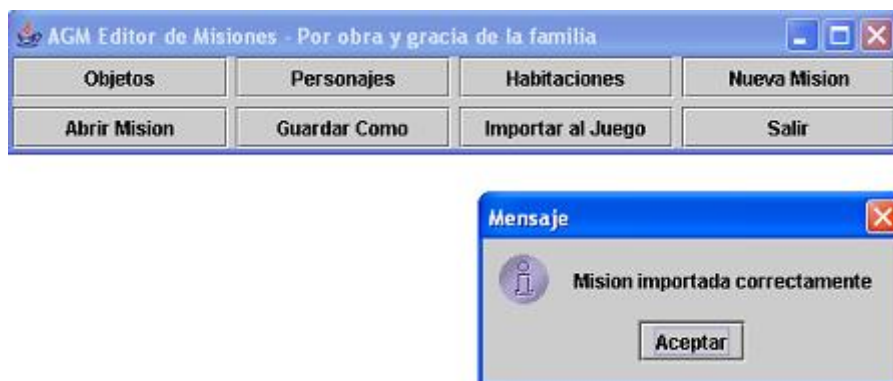 AGM Editor de Misiones - Por obra y gracia de la familia
Objetos Personajes Habitaciones Nueva Mision
Abrir Mision Guardar Como Importar al Juego Salir
Mensaje
Mision importada correctamente
Aceptar